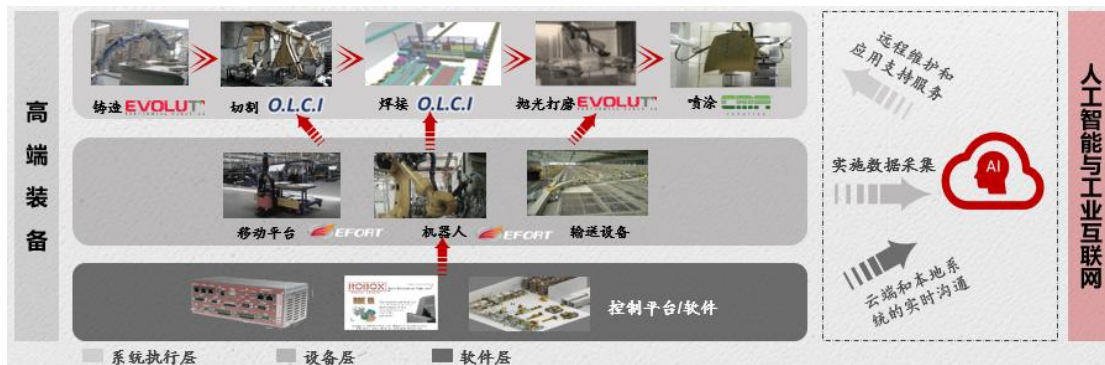 高端装备
铸造 EVOLUT
切割 O.L.C.I
焊接 O.L.C.I
抛光打磨 EVOLUT
喷涂 CMA
ROBOTICS
移动平台 EFORT
机器人 EFORT
输送设备
ROBOX
控制平台/软件
系统执行层
设备层
软件层
远程维护和
应用支持服务
实施数据采集
AI
云端和本地系
统的实时沟通
人工智能与工业互联网